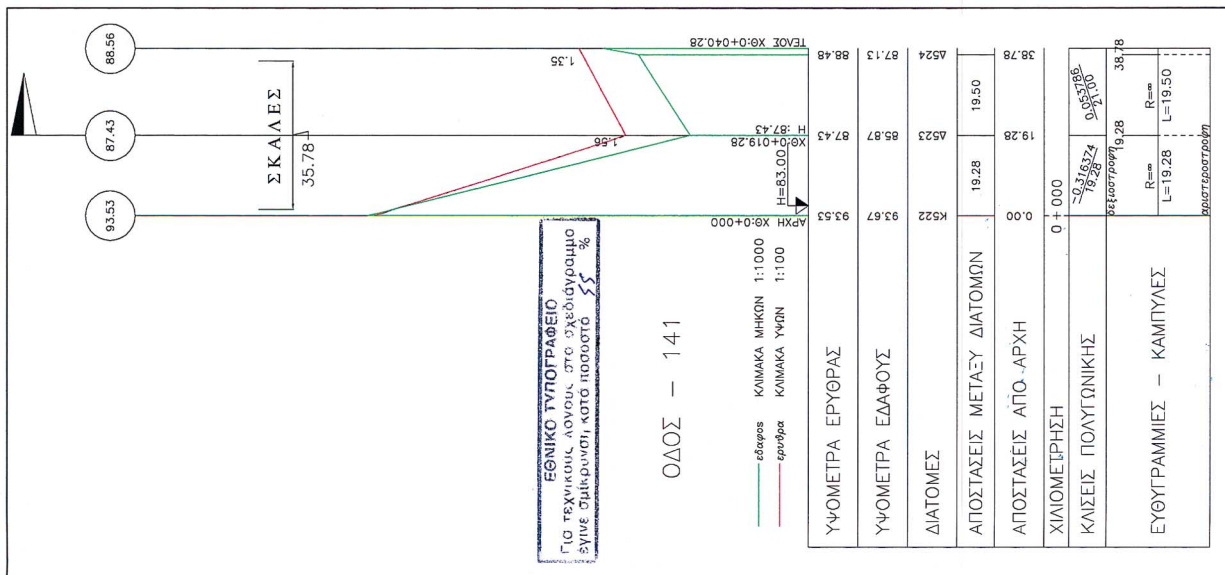 93.53
87.43
88.56
ΣΚΑΛΕΣ
35.78
1.56
1.35
ΑΡΧΗ ΧΘ:0+000
H=83.00
ΧΘ:0+019.28
H :87.43
ΤΕΛΟΣ ΧΘ:0+040.28
ΕΘΝΙΚΟ ΤΥΠΟΓΡΑΦΕΙΟ
Για τεχνικούς λόγους στο σχεδιάγραμμα
έγινε σμίκρυνση κατά ποσοστό 55 %
ΟΔΟΣ - 141
εδαφος ΚΛΙΜΑΚΑ ΜΗΚΩΝ 1:1000
ερυθρα ΚΛΙΜΑΚΑ ΥΨΩΝ 1:100
ΥΨΟΜΕΤΡΑ ΕΡΥΘΡΑΣ 93.53 87.43 88.48
ΥΨΟΜΕΤΡΑ ΕΔΑΦΟΥΣ 93.67 85.87 87.13
ΔΙΑΤΟΜΕΣ Κ522 Δ523 Δ524
ΑΠΟΣΤΑΣΕΙΣ ΜΕΤΑΞΥ ΔΙΑΤΟΜΩΝ 19.28 19.50
ΑΠΟΣΤΑΣΕΙΣ ΑΠΟ ΑΡΧΗ 0.00 19.28 38.78
ΧΙΛΙΟΜΕΤΡΗΣΗ 0+000
ΚΛΙΣΕΙΣ ΠΟΛΥΓΩΝΙΚΗΣ -0.316374 19.28 0.053786 21.00
δεξιοστροφη 19.28 38.78
ΕΥΘΥΓΡΑΜΜΙΕΣ - ΚΑΜΠΥΛΕΣ R=∞ L=19.28 R=∞ L=19.50
αριστεροστροφη